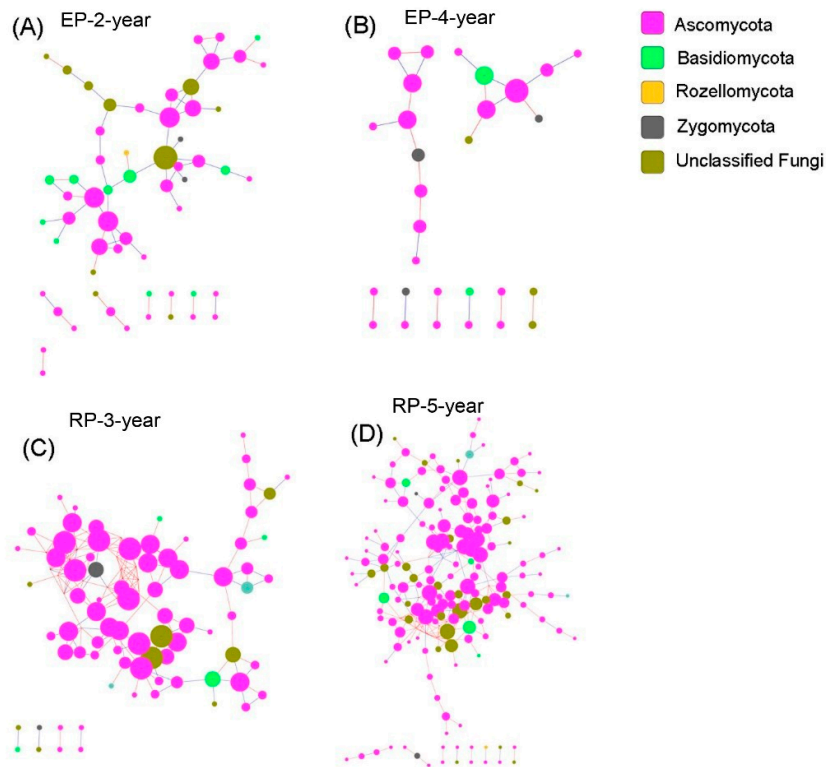 (A) EP-2-year
(B) EP-4-year
Ascomycota
Basidiomycota
Rozellomycota
Zygomycota
Unclassified Fungi
(C) RP-3-year
(D) RP-5-year